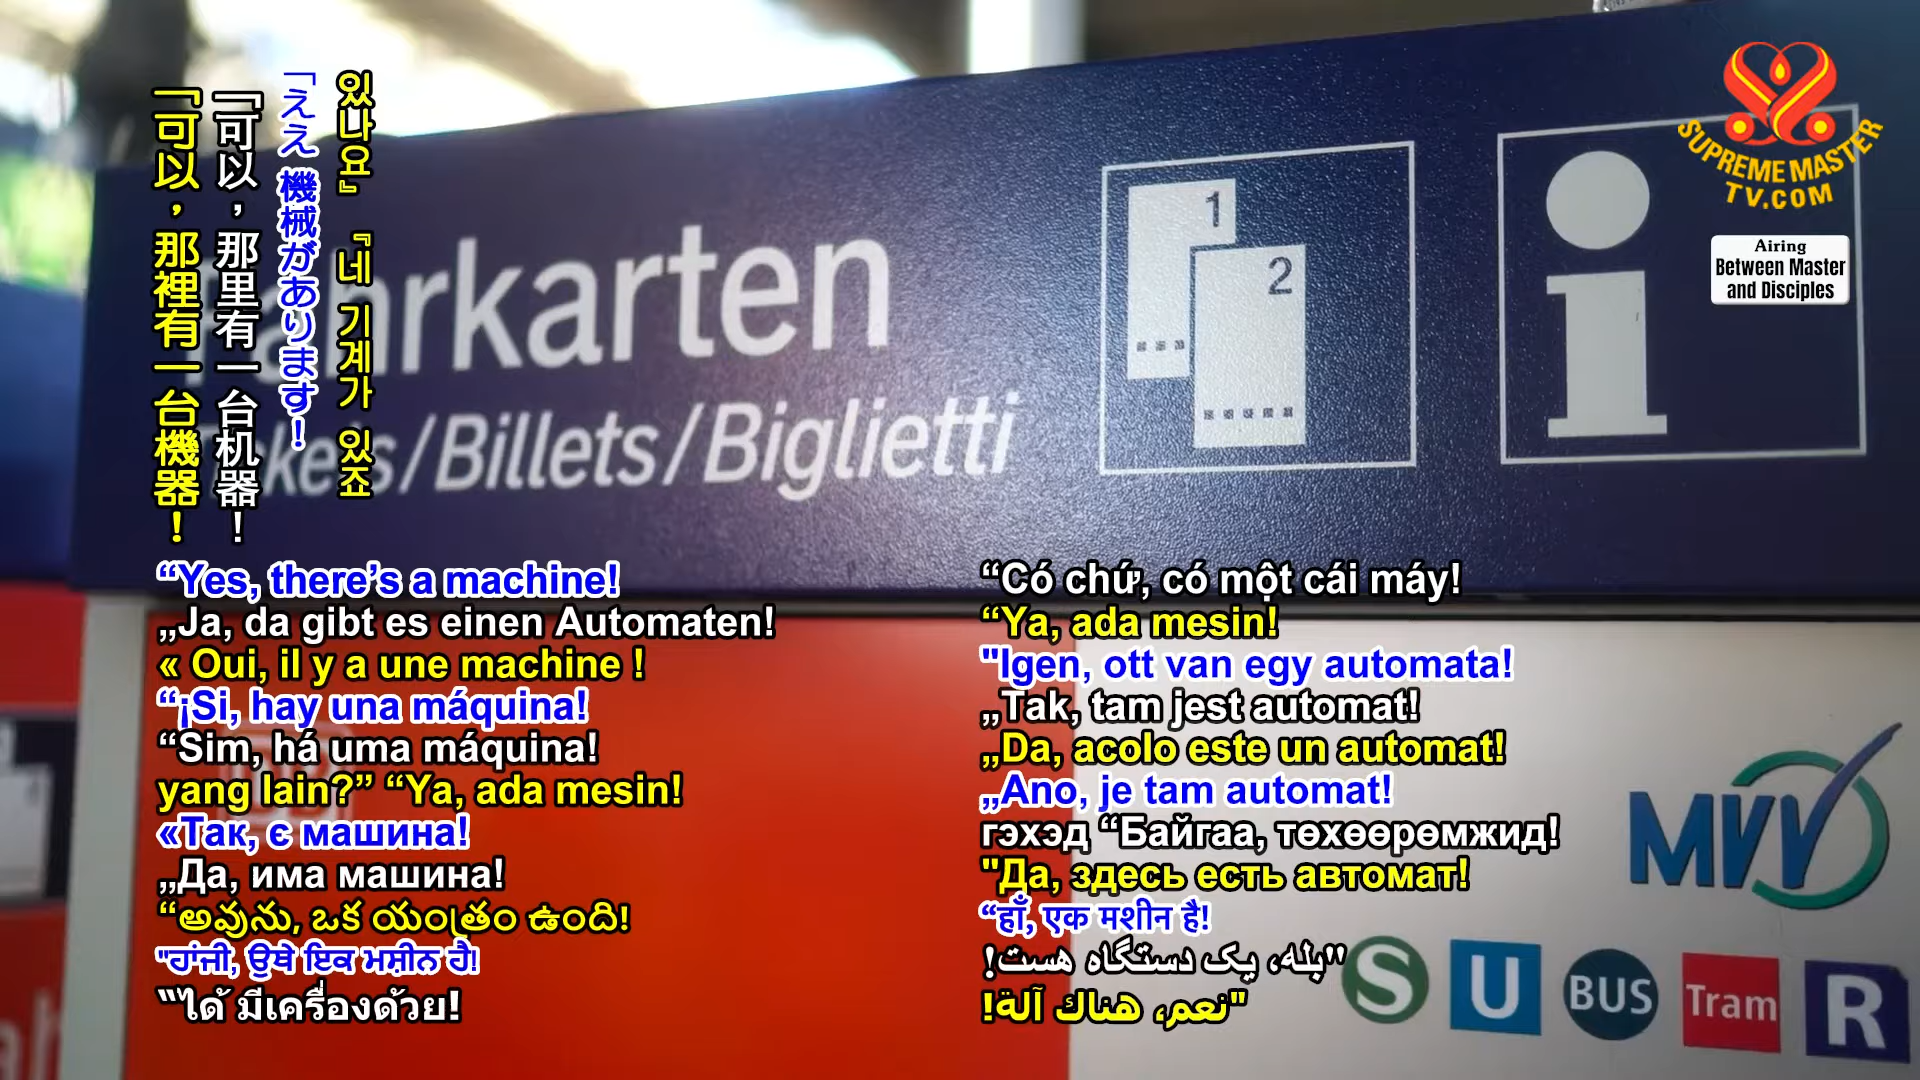 있나요』 『네 기계가 있죠
「ええ 機械があります！
「可以，那里有一台机器！
「可以，那裡有一台機器！
Fahrkarten
Tickets/Billets/Biglietti
1
2
i
SUPREME MASTER
TV.COM
Airing
Between Master
and Disciples
“Yes, there’s a machine!
„Ja, da gibt es einen Automaten!
« Oui, il y a une machine !
“¡Si, hay una máquina!
“Sim, há uma máquina!
yang lain?” “Ya, ada mesin!
«Так, є машина!
„Да, има машина!
“అవును, ఒక యంత్రం ఉంది!
"ਹਾਂਜੀ, ਉਥੇ ਇਕ ਮਸ਼ੀਨ ਹੈ!
“ได้ มีเครื่องด้วย!
“Có chứ, có một cái máy!
“Ya, ada mesin!
"Igen, ott van egy automata!
„Tak, tam jest automat!
„Da, acolo este un automat!
„Ano, je tam automat!
гэхэд “Байгаа, төхөөрөмжид!
"Да, здесь есть автомат!
“हाँ, एक मशीन है!
"بله، یک دستگاه هست!
"نعم، هناك آلة!
MVV
S
U
BUS
Tram
R